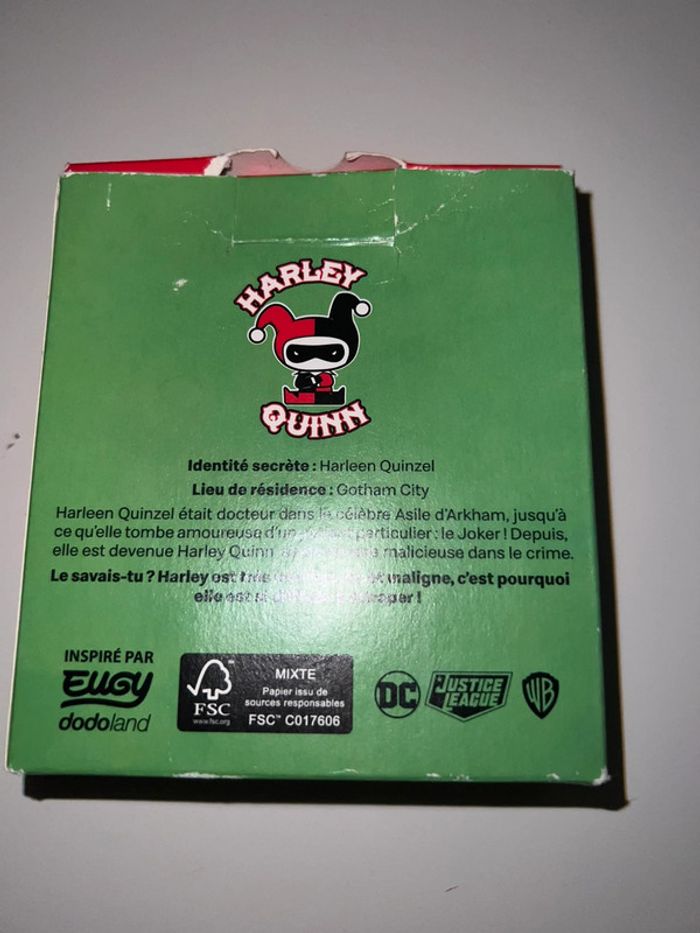 HARLEY
QUINN
Identité secrète : Harleen Quinzel
Lieu de résidence : Gotham City
Harleen Quinzel était docteur dans le célèbre Asile d'Arkham, jusqu'à
ce qu'elle tombe amoureuse d'un particulier : le Joker ! Depuis,
elle est devenue Harley Quinn malicieuse dans le crime.
Le savais-tu ? Harley est très maligne, c'est pourquoi
elle est si !
INSPIRÉ PAR
EUGY
dodoland
FSC™
www.fsc.org
MIXTE
Papier issu de
sources responsables
FSC™ C017606
DC
JUSTICE
LEAGUE
WB